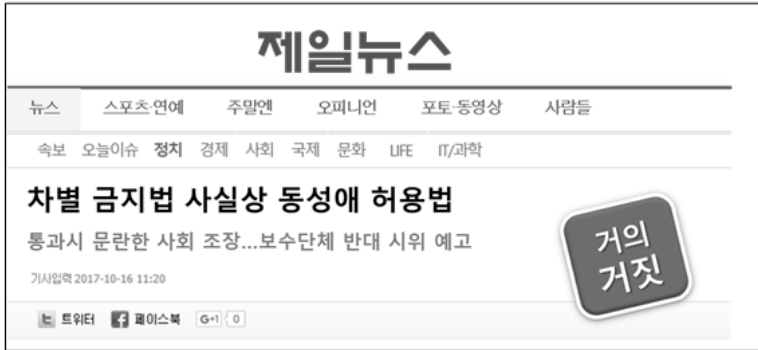 제일뉴스
뉴스 스포츠·연예 주말엔 오피니언 포토·동영상 사람들
속보 오늘이슈 정치 경제 사회 국제 문화 LIFE IT/과학
차별 금지법 사실상 동성애 허용법
통과시 문란한 사회 조장...보수단체 반대 시위 예고
거의
거짓
기사입력 2017-10-16 11:20
트위터 페이스북 G+1 0